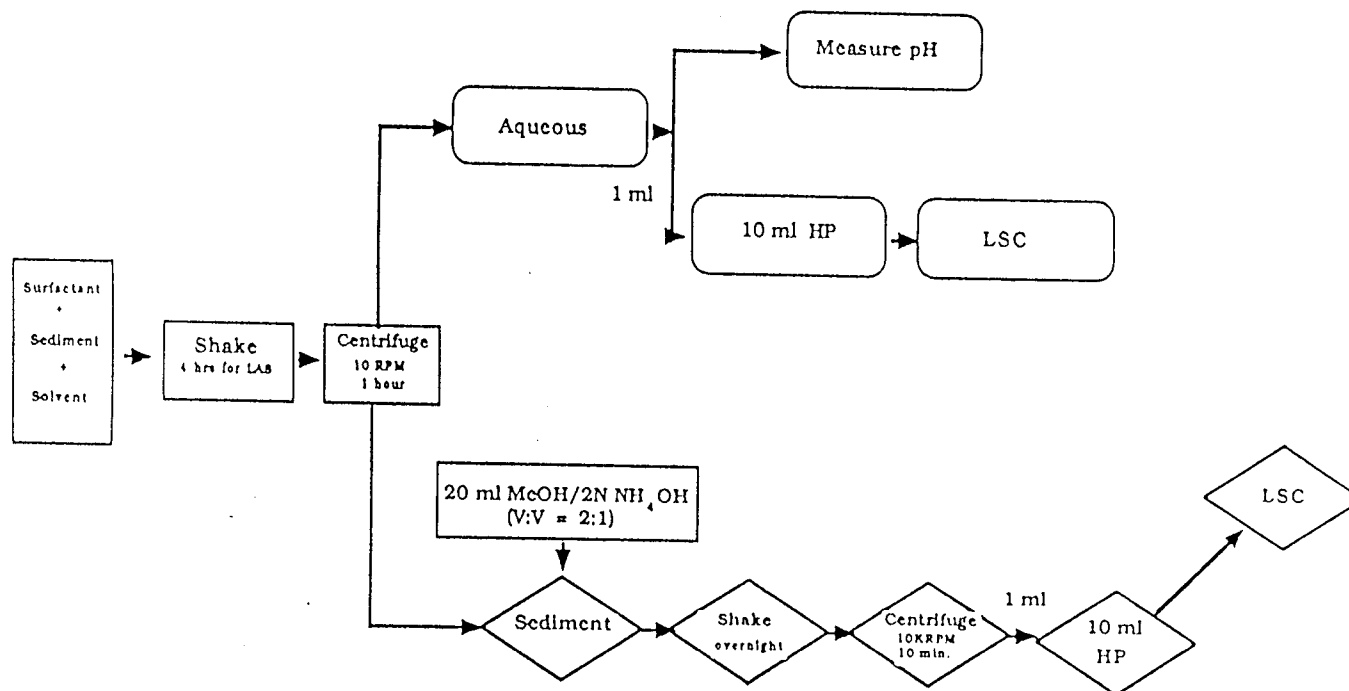 Measure pH
Aqueous
1 ml
10 ml HP
LSC
Surfactant
+
Sediment
+
Solvent
Shake
4 hrs for LAS
Centrifuge
10 RPM
1 hour
20 ml MeOH/2N NH₄OH
(V:V = 2:1)
LSC
Sediment
Shake
overnight
Centrifuge
10KRPM
10 min.
1 ml
10 ml
HP